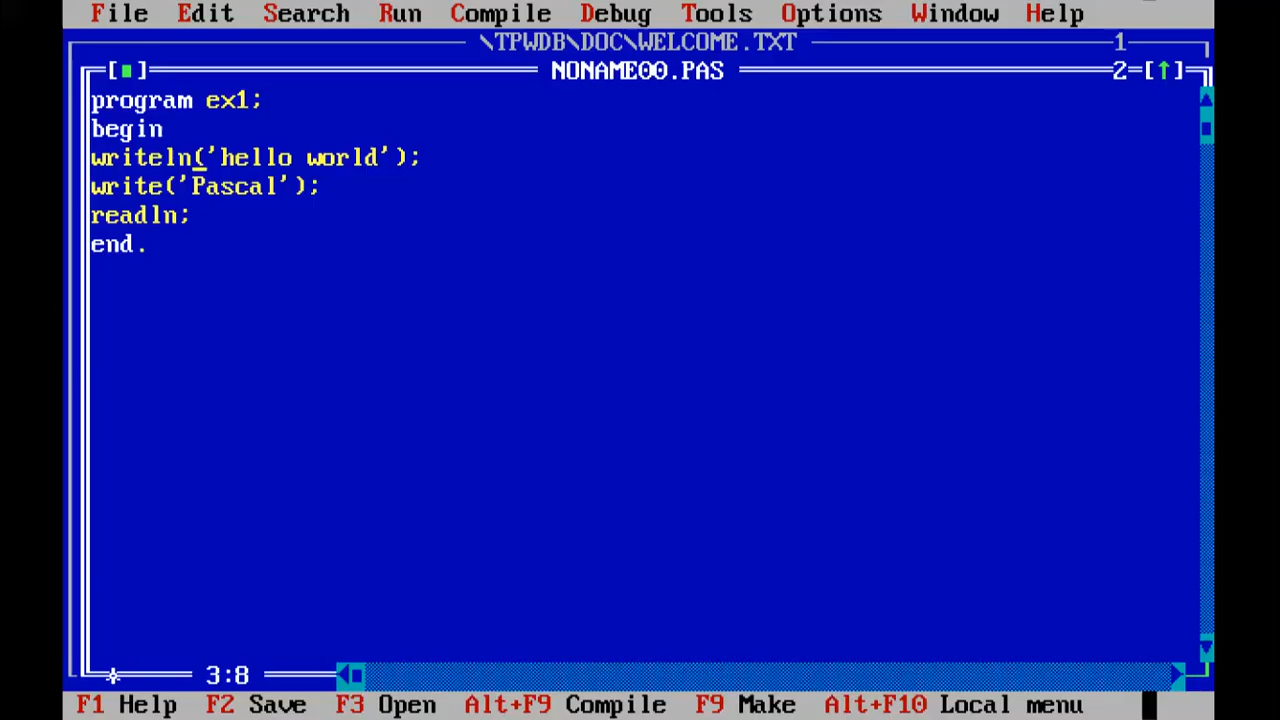 File Edit Search Run Compile Debug Tools Options Window Help
\TPWDB\DOC\WELCOME.TXT 1
[■] NONAME00.PAS 2=[↑]
program ex1;
begin
writeln('hello world');
write('Pascal');
readln;
end.
3:8
F1 Help F2 Save F3 Open Alt+F9 Compile F9 Make Alt+F10 Local menu